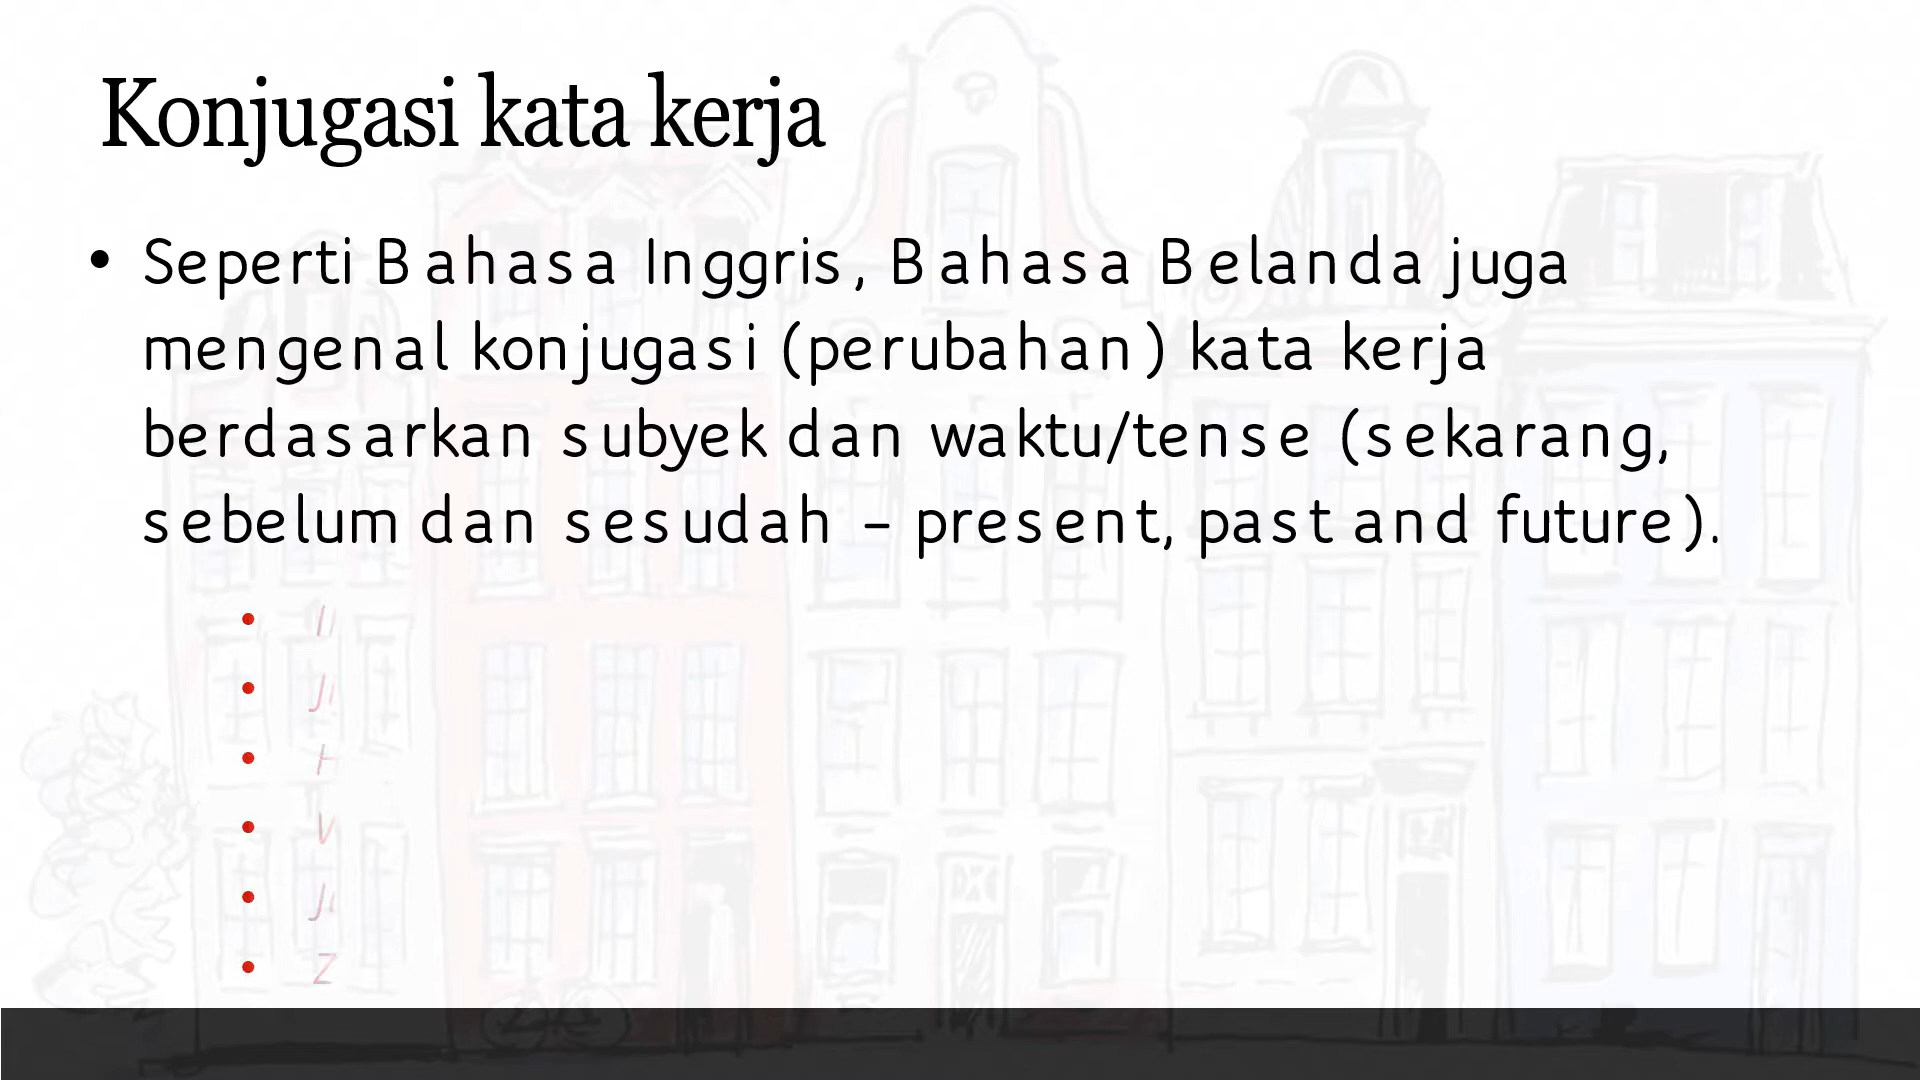 Konjugasi kata kerja
• Seperti Bahasa Inggris, Bahasa Belanda juga
mengenal konjugasi (perubahan) kata kerja
berdasarkan subyek dan waktu/tense (sekarang,
sebelum dan sesudah – present, past and future).